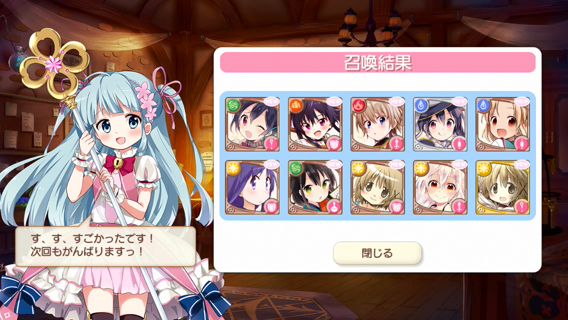 召喚結果
す、す、すごかったです！
次回もがんばりますっ！
閉じる